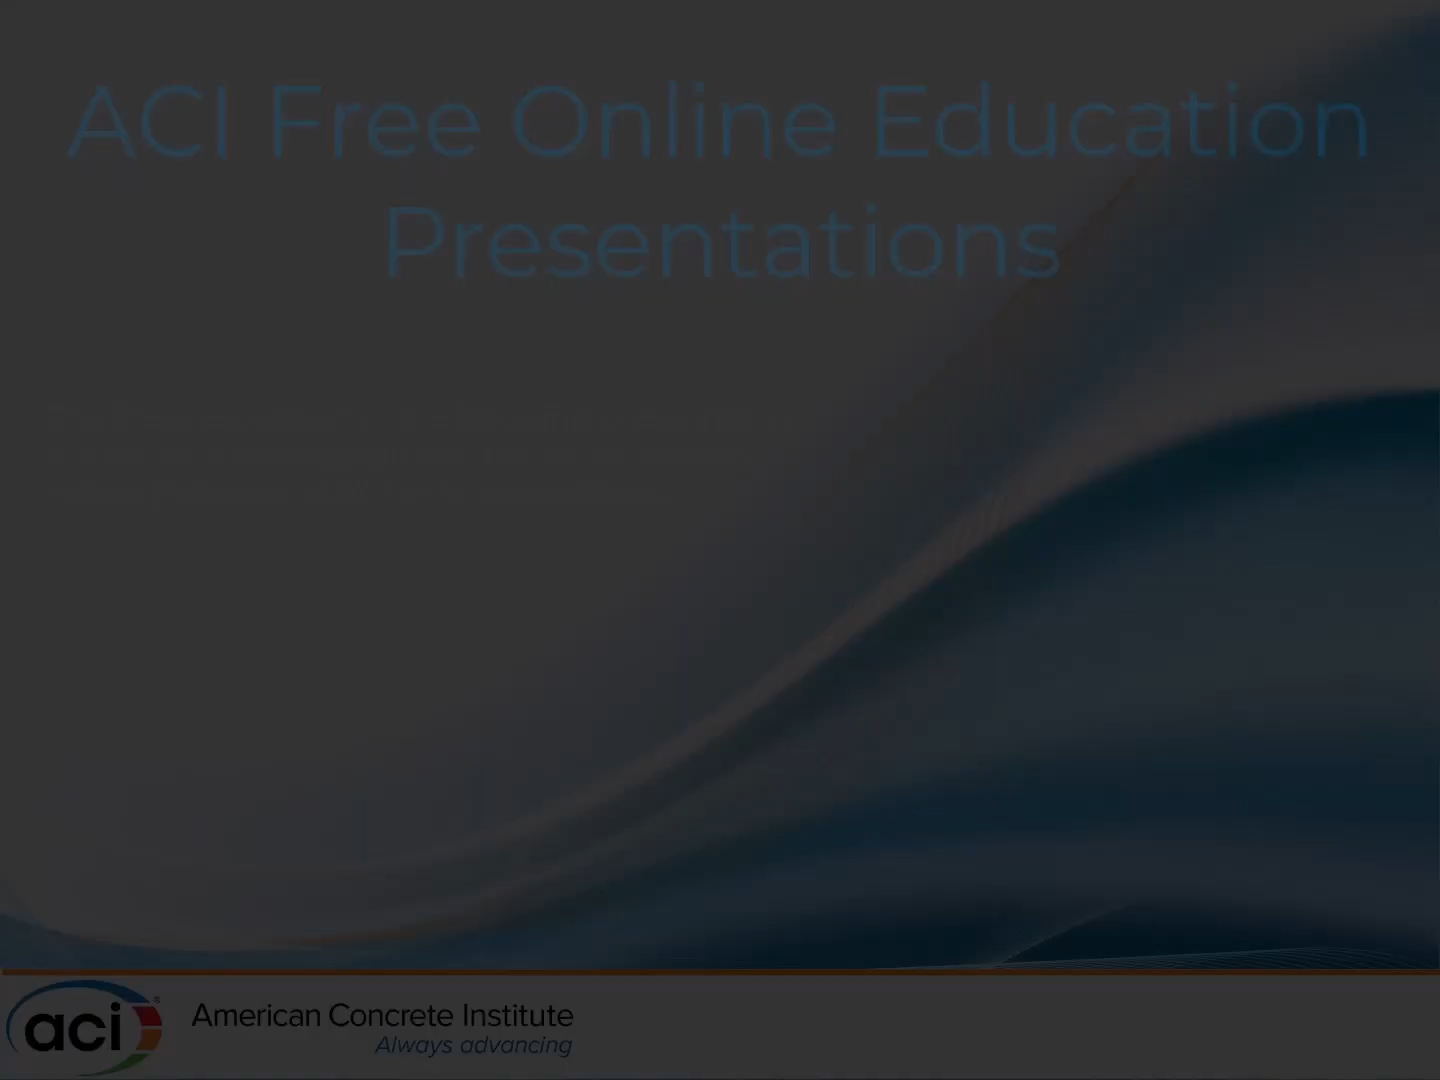 ACI Free Online Education
Presentations
aci®
American Concrete Institute
Always advancing